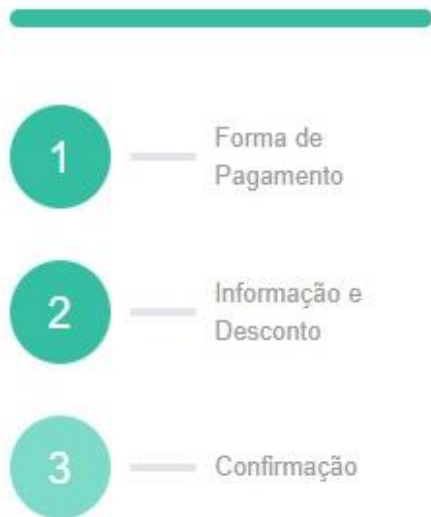 1
Forma de
Pagamento
2
Informação e
Desconto
3
Confirmação